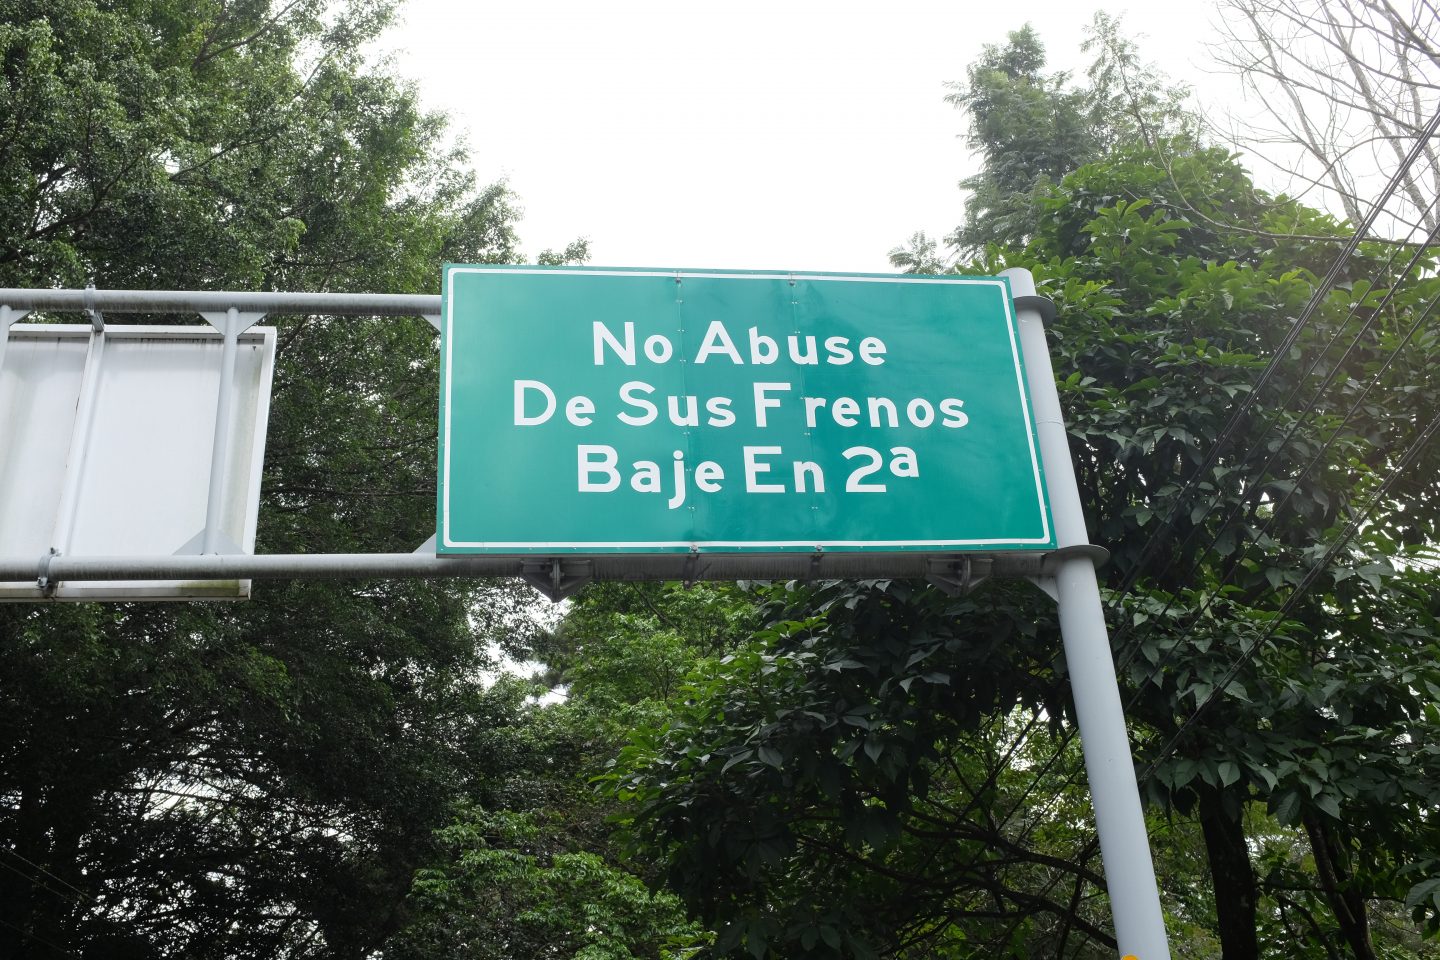 No Abuse
De Sus Frenos
Baje En 2ª